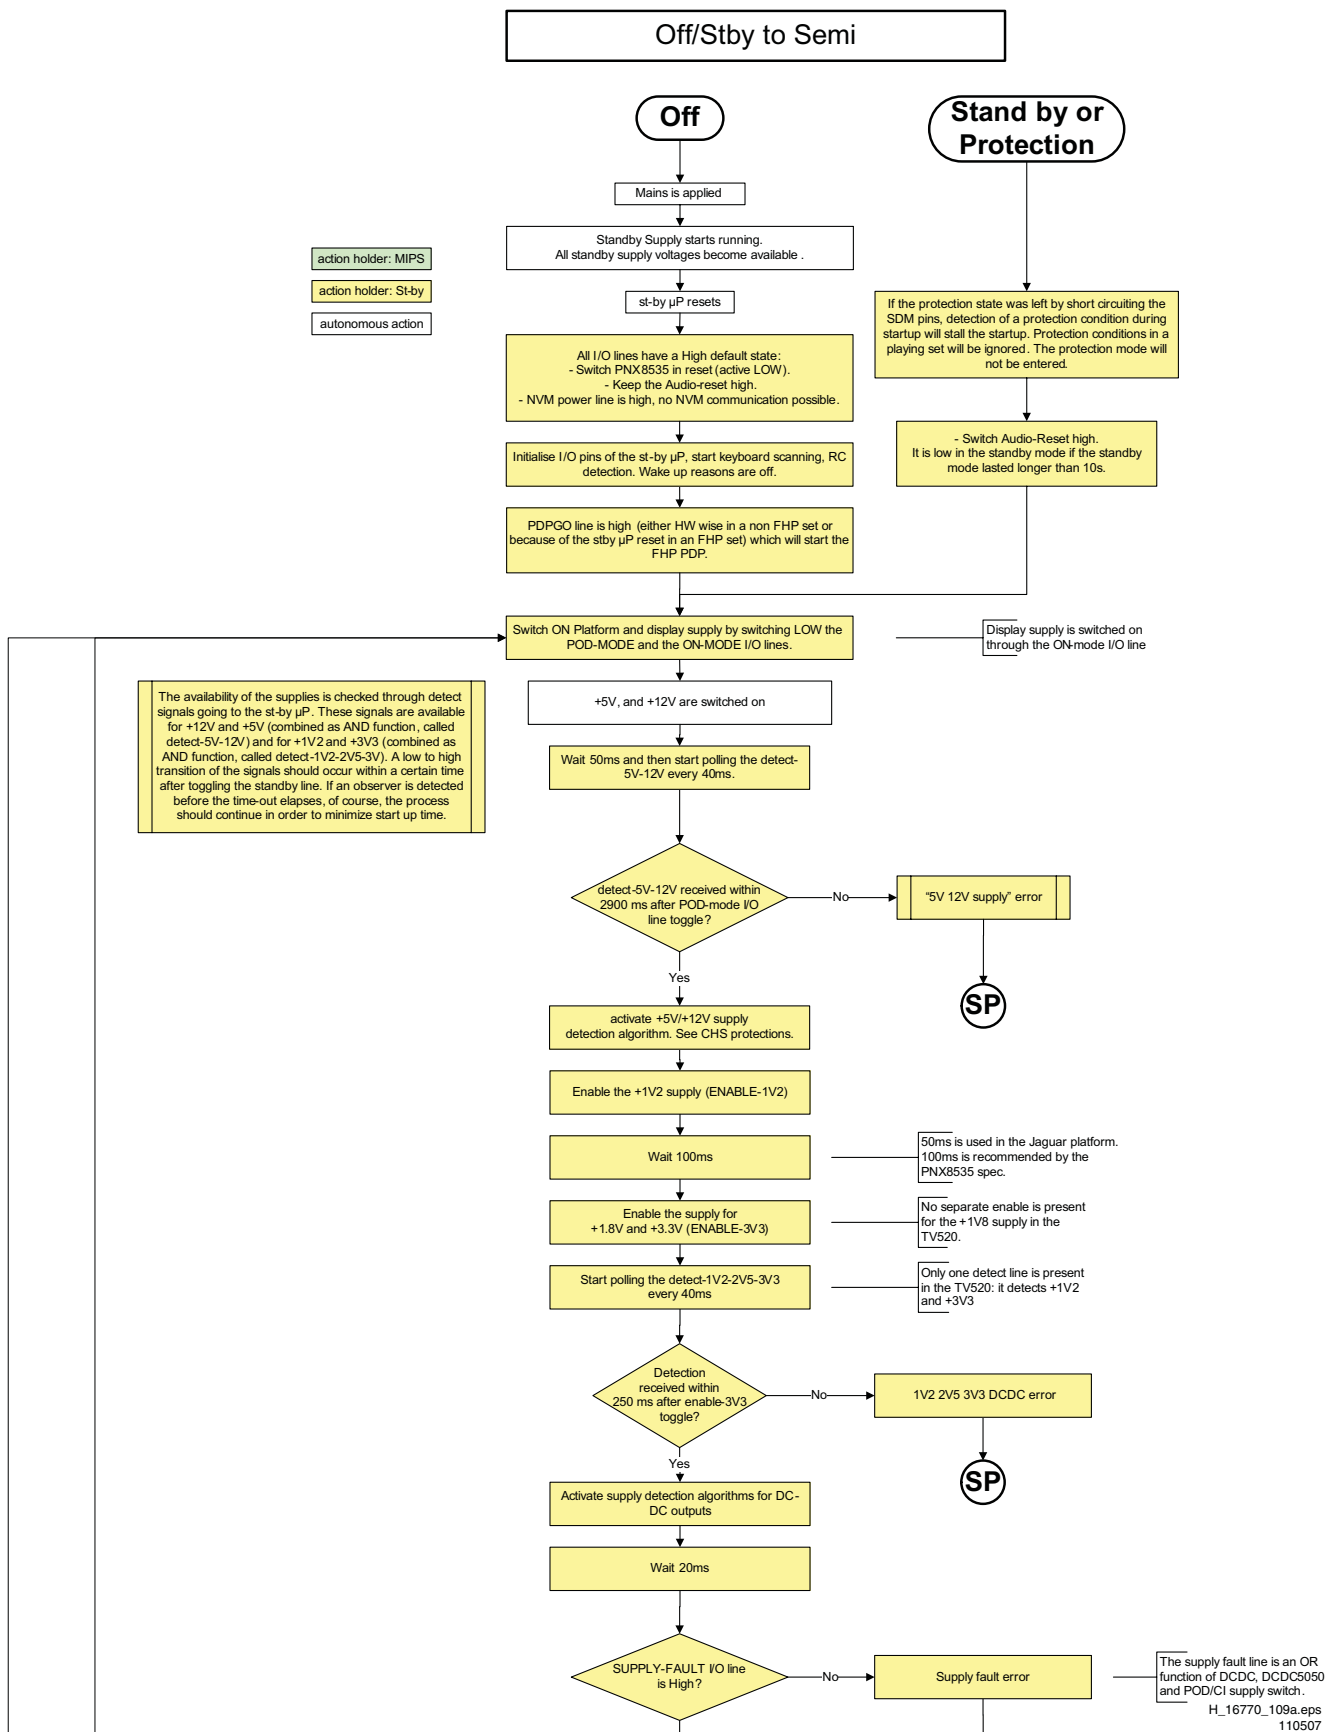 Off/Stby to Semi
Off
Stand by or
Protection
Mains is applied
Standby Supply starts running.
All standby supply voltages become available .
action holder: MIPS
action holder: St-by
autonomous action
st-by µP resets
If the protection state was left by short circuiting the
SDM pins, detection of a protection condition during
startup will stall the startup. Protection conditions in a
playing set will be ignored. The protection mode will
not be entered.
All I/O lines have a High default state:
- Switch PNX8535 in reset (active LOW).
- Keep the Audio-reset high.
- NVM power line is high, no NVM communication possible.
- Switch Audio-Reset high.
It is low in the standby mode if the standby
mode lasted longer than 10s.
Initialise I/O pins of the st-by µP, start keyboard scanning, RC
detection. Wake up reasons are off.
PDPGO line is high (either HW wise in a non FHP set or
because of the stby µP reset in an FHP set) which will start the
FHP PDP.
Switch ON Platform and display supply by switching LOW the
POD-MODE and the ON-MODE I/O lines.
Display supply is switched on
through the ON-mode I/O line
The availability of the supplies is checked through detect
signals going to the st-by µP. These signals are available
for +12V and +5V (combined as AND function, called
detect-5V-12V) and for +1V2 and +3V3 (combined as
AND function, called detect-1V2-2V5-3V). A low to high
transition of the signals should occur within a certain time
after toggling the standby line. If an observer is detected
before the time-out elapses, of course, the process
should continue in order to minimize start up time.
+5V, and +12V are switched on
Wait 50ms and then start polling the detect-
5V-12V every 40ms.
detect-5V-12V received within
2900 ms after POD-mode I/O
line toggle?
No
"5V 12V supply" error
Yes
SP
activate +5V/+12V supply
detection algorithm. See CHS protections.
Enable the +1V2 supply (ENABLE-1V2)
Wait 100ms
50ms is used in the Jaguar platform.
100ms is recommended by the
PNX8535 spec.
Enable the supply for
+1.8V and +3.3V (ENABLE-3V3)
No separate enable is present
for the +1V8 supply in the
TV520.
Start polling the detect-1V2-2V5-3V3
every 40ms
Only one detect line is present
in the TV520: it detects +1V2
and +3V3
Detection
received within
250 ms after enable-3V3
toggle?
No
1V2 2V5 3V3 DCDC error
Yes
SP
Activate supply detection algorithms for DC-
DC outputs
Wait 20ms
SUPPLY-FAULT I/O line
is High?
No
Supply fault error
The supply fault line is an OR
function of DCDC, DCDC5050
and POD/CI supply switch.
H_16770_109a.eps
110507